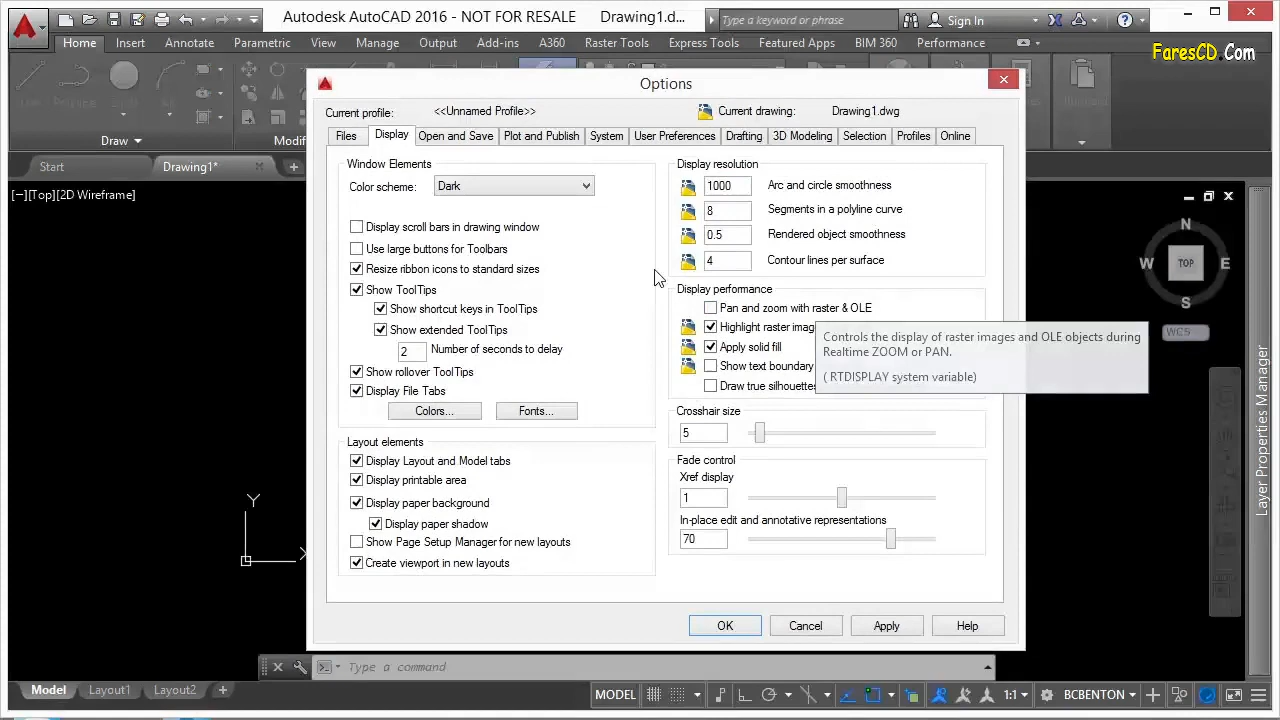 Autodesk AutoCAD 2016 - NOT FOR RESALE Drawing1.d...
Type a keyword or phrase
Sign In
Home Insert Annotate Parametric View Manage Output Add-ins A360 Raster Tools Express Tools Featured Apps BIM 360 Performance
FaresCD.Com
Draw
Modif
Start Drawing1*
[−][Top][2D Wireframe]
Options
Current profile: <<Unnamed Profile>> Current drawing: Drawing1.dwg
Files Display Open and Save Plot and Publish System User Preferences Drafting 3D Modeling Selection Profiles Online
Window Elements
Color scheme: Dark
Display scroll bars in drawing window
Use large buttons for Toolbars
Resize ribbon icons to standard sizes
Show ToolTips
Show shortcut keys in ToolTips
Show extended ToolTips
2 Number of seconds to delay
Show rollover ToolTips
Display File Tabs
Colors... Fonts...
Layout elements
Display Layout and Model tabs
Display printable area
Display paper background
Display paper shadow
Show Page Setup Manager for new layouts
Create viewport in new layouts
Display resolution
1000 Arc and circle smoothness
8 Segments in a polyline curve
0.5 Rendered object smoothness
4 Contour lines per surface
Display performance
Pan and zoom with raster & OLE
Highlight raster imag
Apply solid fill
Show text boundary
Draw true silhouettes
Controls the display of raster images and OLE objects during
Realtime ZOOM or PAN.
( RTDISPLAY system variable)
Crosshair size
5
Fade control
Xref display
1
In-place edit and annotative representations
70
OK Cancel Apply Help
N
W TOP E
S
WCS
Layer Properties Manager
Y
X
Type a command
Model Layout1 Layout2
MODEL 1:1 BCBENTON